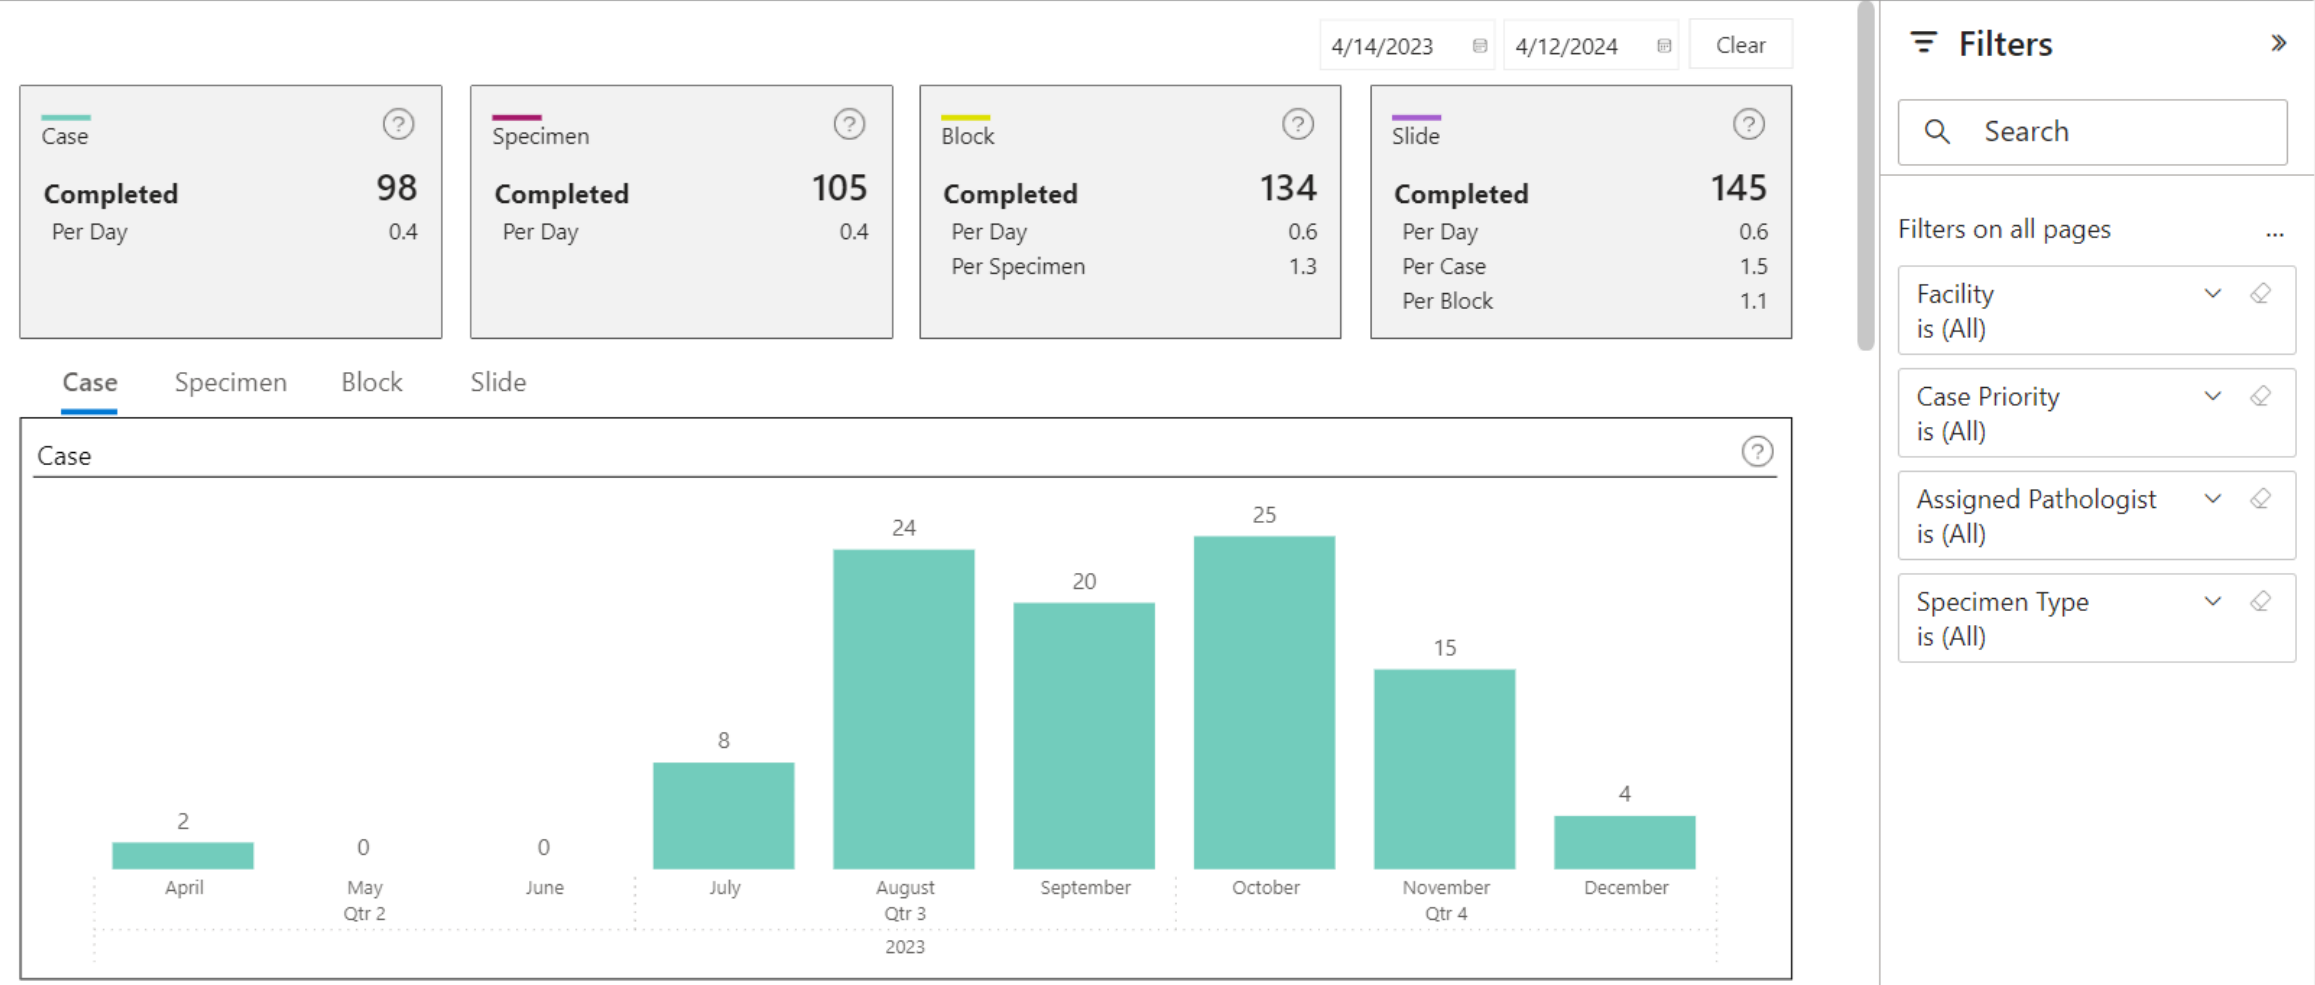 4/14/2023
4/12/2024
Clear
Case
?
Completed 98
Per Day 0.4
Specimen
?
Completed 105
Per Day 0.4
Block
?
Completed 134
Per Day 0.6
Per Specimen 1.3
Slide
?
Completed 145
Per Day 0.6
Per Case 1.5
Per Block 1.1
Case Specimen Block Slide
Case
?
2
0
0
8
24
20
25
15
4
April May June July August September October November December
Qtr 2 Qtr 3 Qtr 4
2023
Filters
Search
Filters on all pages ...
Facility
is (All)
Case Priority
is (All)
Assigned Pathologist
is (All)
Specimen Type
is (All)